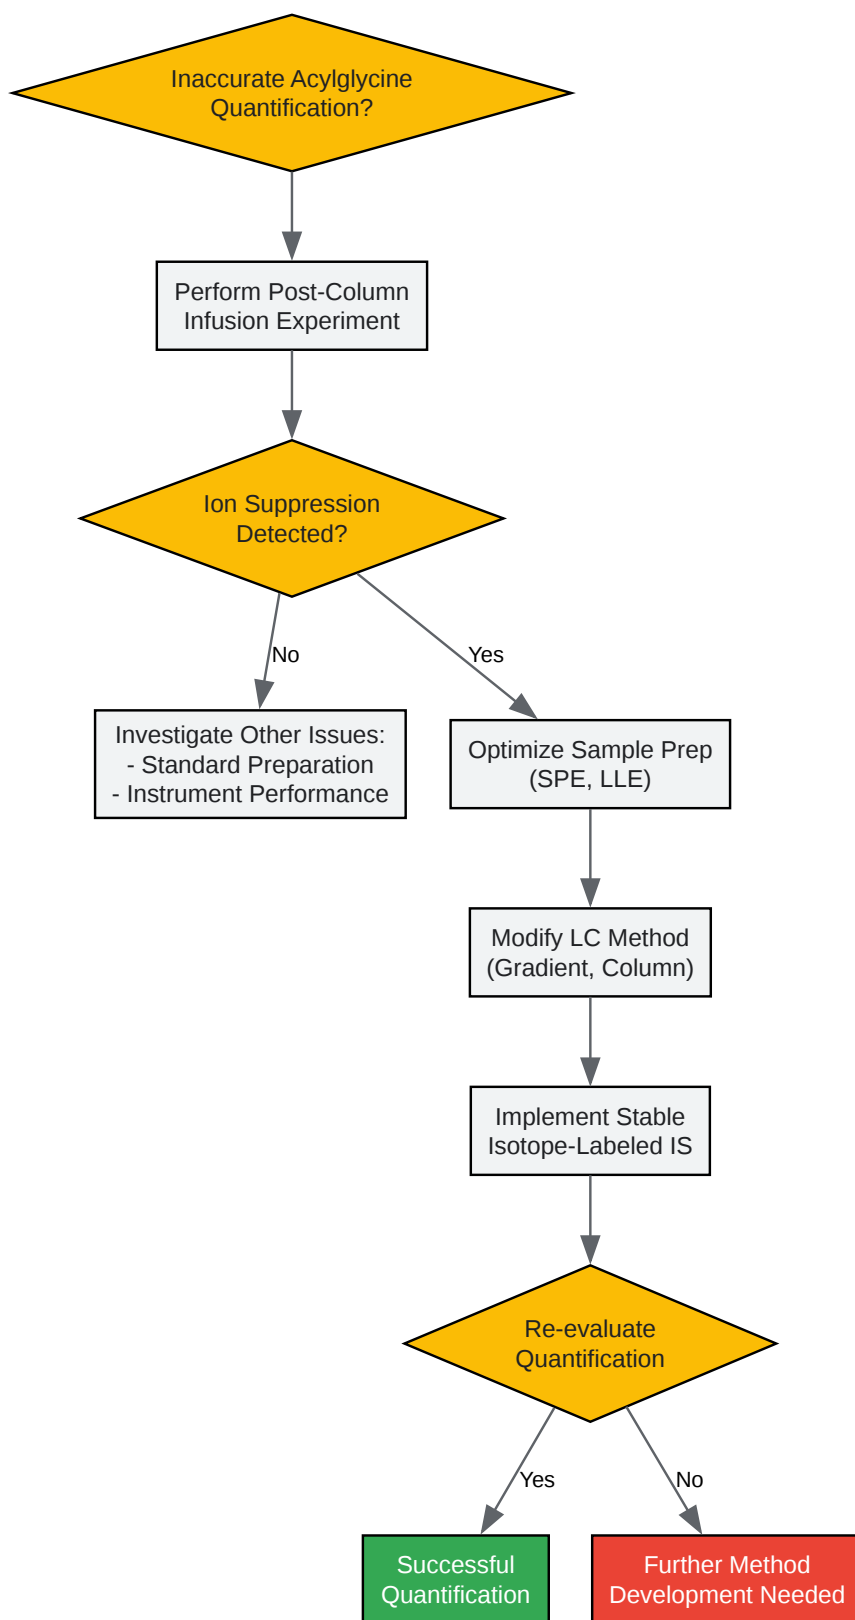 Inaccurate Acylglycine
Quantification?
Perform Post-Column
Infusion Experiment
Ion Suppression
Detected?
No
Yes
Investigate Other Issues:
- Standard Preparation
- Instrument Performance
Optimize Sample Prep
(SPE, LLE)
Modify LC Method
(Gradient, Column)
Implement Stable
Isotope-Labeled IS
Re-evaluate
Quantification
Yes
No
Successful
Quantification
Further Method
Development Needed